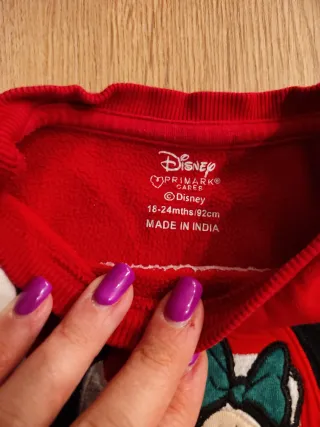 Disney
PRIMARK®
CARES
© Disney
18-24mths/92cm
MADE IN INDIA